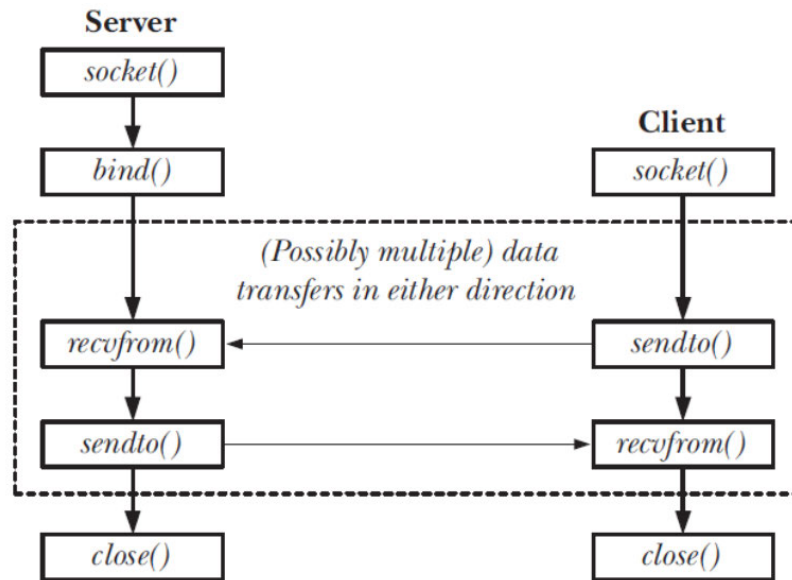 Server
socket()
Client
bind()
socket()
(Possibly multiple) data
transfers in either direction
recvfrom()
sendto()
sendto()
recvfrom()
close()
close()